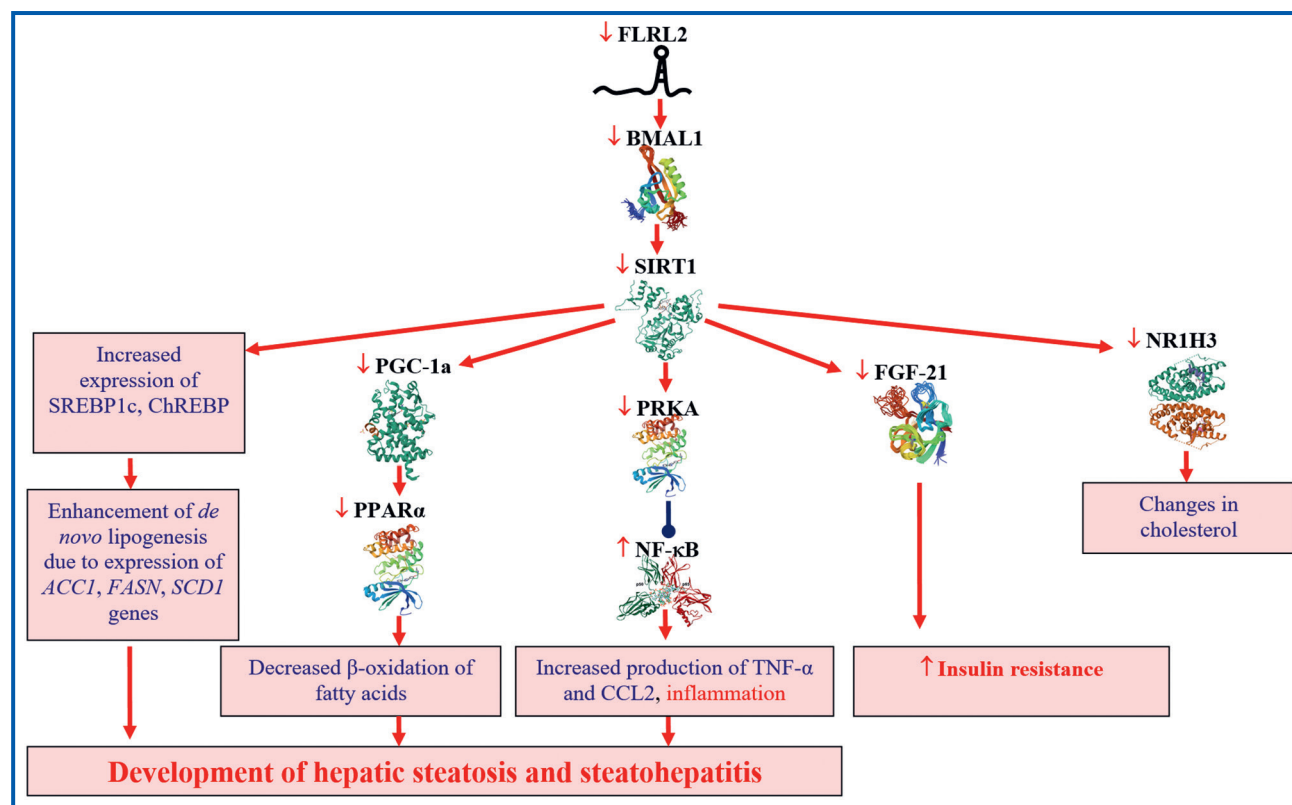 ↓ FLRL2
↓ BMAL1
↓ SIRT1
Increased
expression of
SREBP1c, ChREBP
Enhancement of de
novo lipogenesis
due to expression of
ACC1, FASN, SCD1
genes
↓ PGC-1a
↓ PPARα
Decreased β-oxidation of
fatty acids
↓ PRKA
↑ NF-κB
Increased production of TNF-α
and CCL2, inflammation
↓ FGF-21
↑ Insulin resistance
↓ NR1H3
Changes in
cholesterol
Development of hepatic steatosis and steatohepatitis